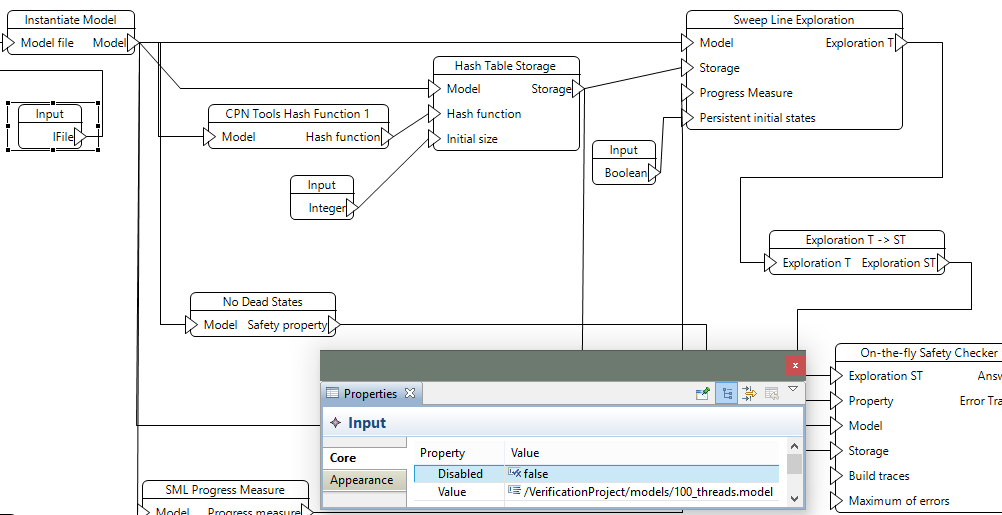 Instantiate Model
Model file Model
Input
IFile
CPN Tools Hash Function 1
Model Hash function
Input
Integer
Hash Table Storage
Model Storage
Hash function
Initial size
Input
Boolean
Sweep Line Exploration
Model Exploration T
Storage
Progress Measure
Persistent initial states
Exploration T -> ST
Exploration T Exploration ST
No Dead States
Model Safety property
On-the-fly Safety Checker
Exploration ST Answ
Property Error Tra
Model
Storage
Build traces
Maximum of errors
SML Progress Measure
Model Progress measure
x
Properties
Input
Core
Appearance
Property Value
Disabled false
Value /VerificationProject/models/100_threads.model